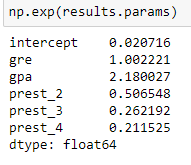 np.exp(results.params)
intercept    0.020716
gre          1.002221
gpa          2.180027
prest_2      0.506548
prest_3      0.262192
prest_4      0.211525
dtype: float64